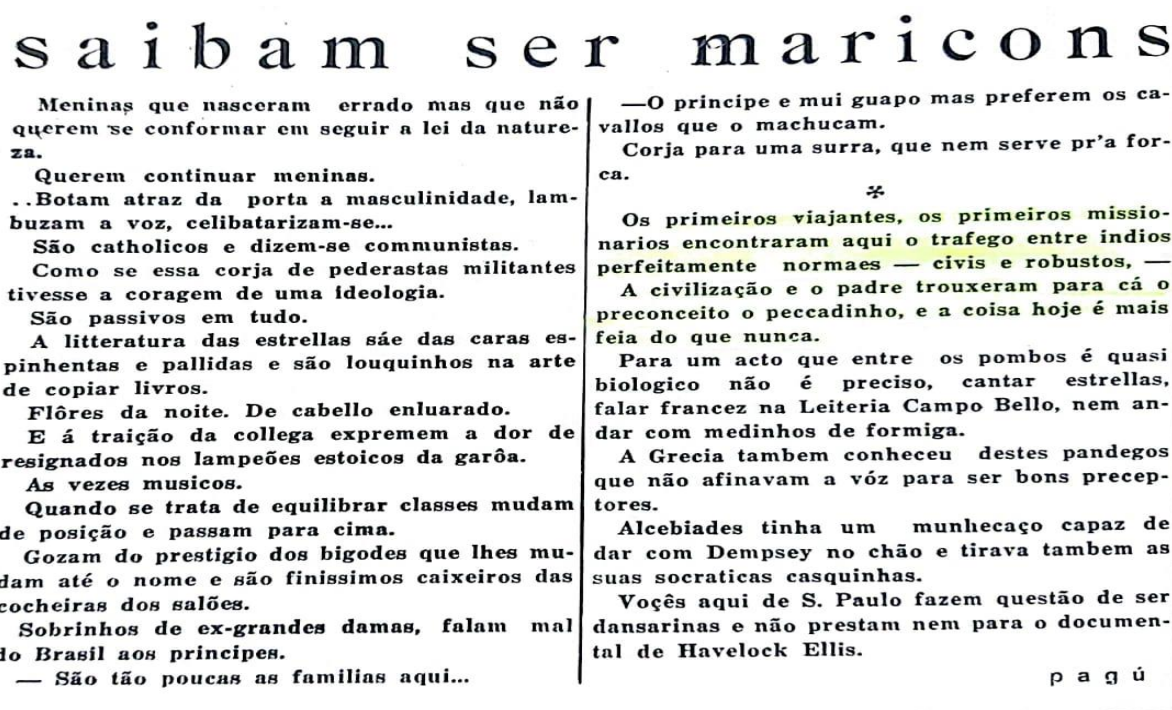 saibam ser maricons
Meninas que nasceram errado mas que não
querem se conformar em seguir a lei da nature-
za.
Querem continuar meninas.
..Botam atraz da porta a masculinidade, lam-
buzam a voz, celibatarizam-se...
São catholicos e dizem-se communistas.
Como se essa corja de pederastas militantes
tivesse a coragem de uma ideologia.
São passivos em tudo.
A litteratura das estrellas sáe das caras es-
pinhentas e pallidas e são louquinhos na arte
de copiar livros.
Flôres da noite. De cabello enluarado.
E á traição da collega expremem a dor de
resignados nos lampeões estoicos da garôa.
As vezes musicos.
Quando se trata de equilibrar classes mudam
de posição e passam para cima.
Gozam do prestigio dos bigodes que lhes mu-
dam até o nome e são finissimos caixeiros das
cocheiras dos salões.
Sobrinhos de ex-grandes damas, falam mal
do Brasil aos principes.
— São tão poucas as familias aqui...
—O principe e mui guapo mas preferem os ca-
vallos que o machucam.
Corja para uma surra, que nem serve pr'a for-
ca.
*
Os primeiros viajantes, os primeiros missio-
narios encontraram aqui o trafego entre indios
perfeitamente normaes — civis e robustos, —
A civilização e o padre trouxeram para cá o
preconceito o peccadinho, e a coisa hoje é mais
feia do que nunca.
Para um acto que entre os pombos é quasi
biologico não é preciso, cantar estrellas,
falar francez na Leiteria Campo Bello, nem an-
dar com medinhos de formiga.
A Grecia tambem conheceu destes pandegos
que não afinavam a vóz para ser bons precep-
tores.
Alcebiades tinha um munhecaço capaz de
dar com Dempsey no chão e tirava tambem as
suas socraticas casquinhas.
Voçês aqui de S. Paulo fazem questão de ser
dansarinas e não prestam nem para o documen-
tal de Havelock Ellis.
pagú